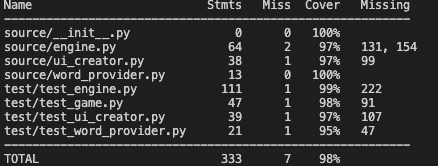 Name Stmts Miss Cover Missing
source/__init__.py 0 0 100%
source/engine.py 64 2 97% 131, 154
source/ui_creator.py 38 1 97% 99
source/word_provider.py 13 0 100%
test/test_engine.py 111 1 99% 222
test/test_game.py 47 1 98% 91
test/test_ui_creator.py 39 1 97% 107
test/test_word_provider.py 21 1 95% 47
TOTAL 333 7 98%